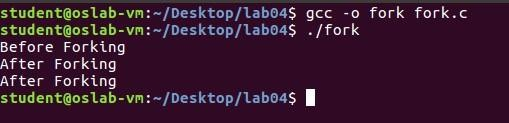 student@oslab-vm:~/Desktop/lab04$ gcc -o fork fork.c
student@oslab-vm:~/Desktop/lab04$ ./fork
Before Forking
After Forking
After Forking
student@oslab-vm:~/Desktop/lab04$